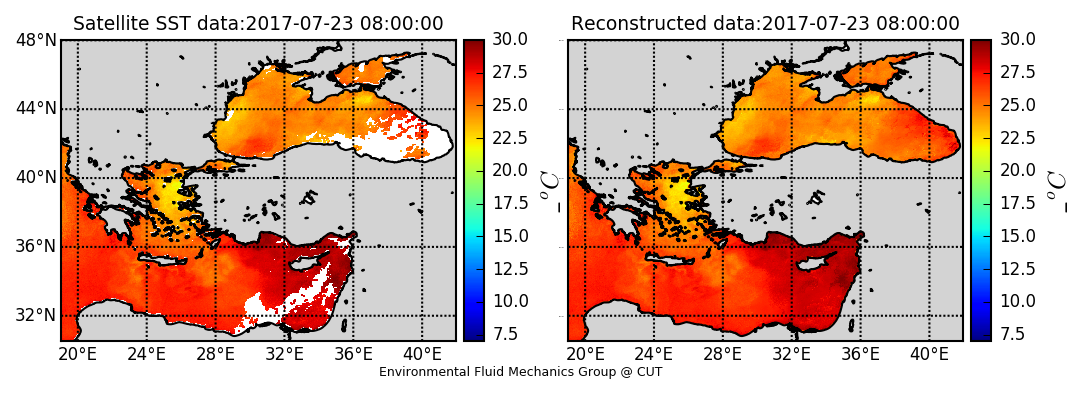 Satellite SST data:2017-07-23 08:00:00
48°N
44°N
40°N
36°N
32°N
20°E 24°E 28°E 32°E 36°E 40°E
30.0
27.5
25.0
22.5
20.0
17.5
15.0
12.5
10.0
7.5
_ °C
Reconstructed data:2017-07-23 08:00:00
20°E 24°E 28°E 32°E 36°E 40°E
30.0
27.5
25.0
22.5
20.0
17.5
15.0
12.5
10.0
7.5
_ °C
Environmental Fluid Mechanics Group @ CUT